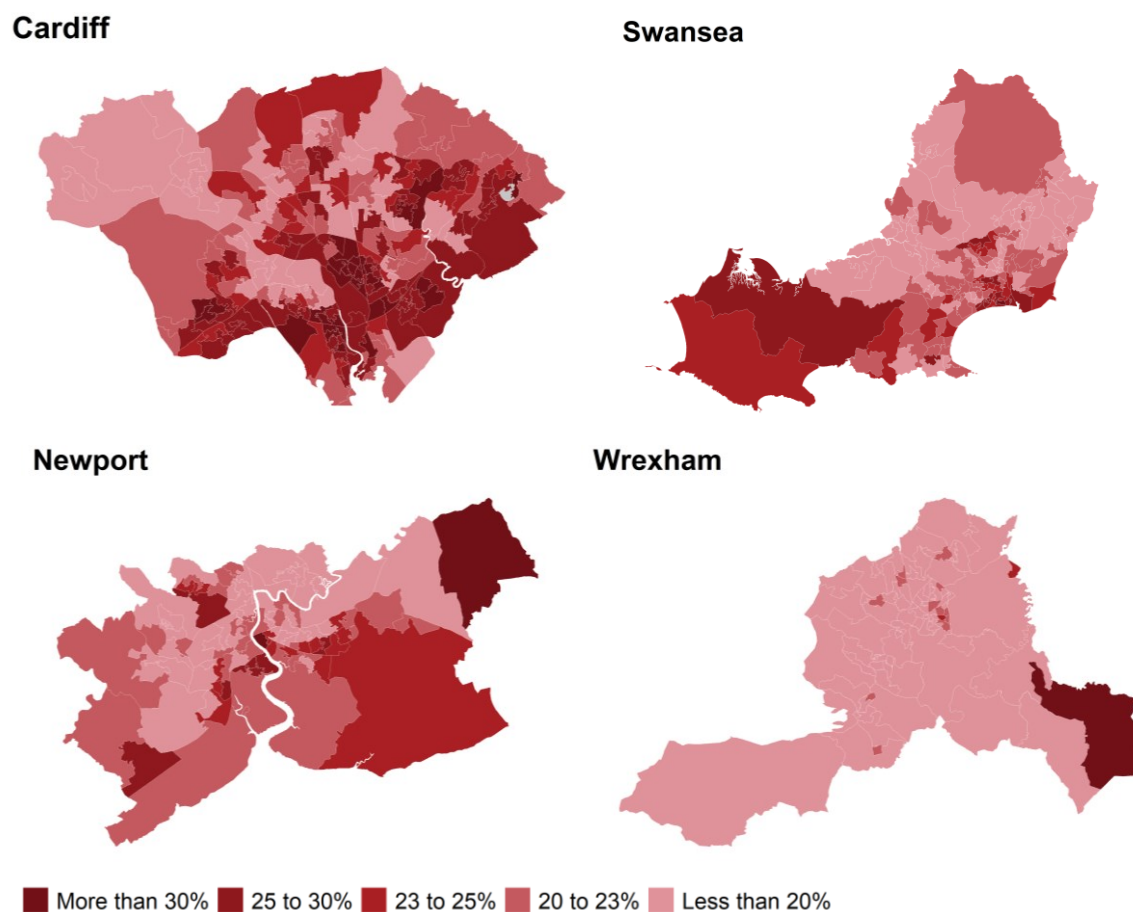 Cardiff
Swansea
Newport
Wrexham
More than 30% 25 to 30% 23 to 25% 20 to 23% Less than 20%